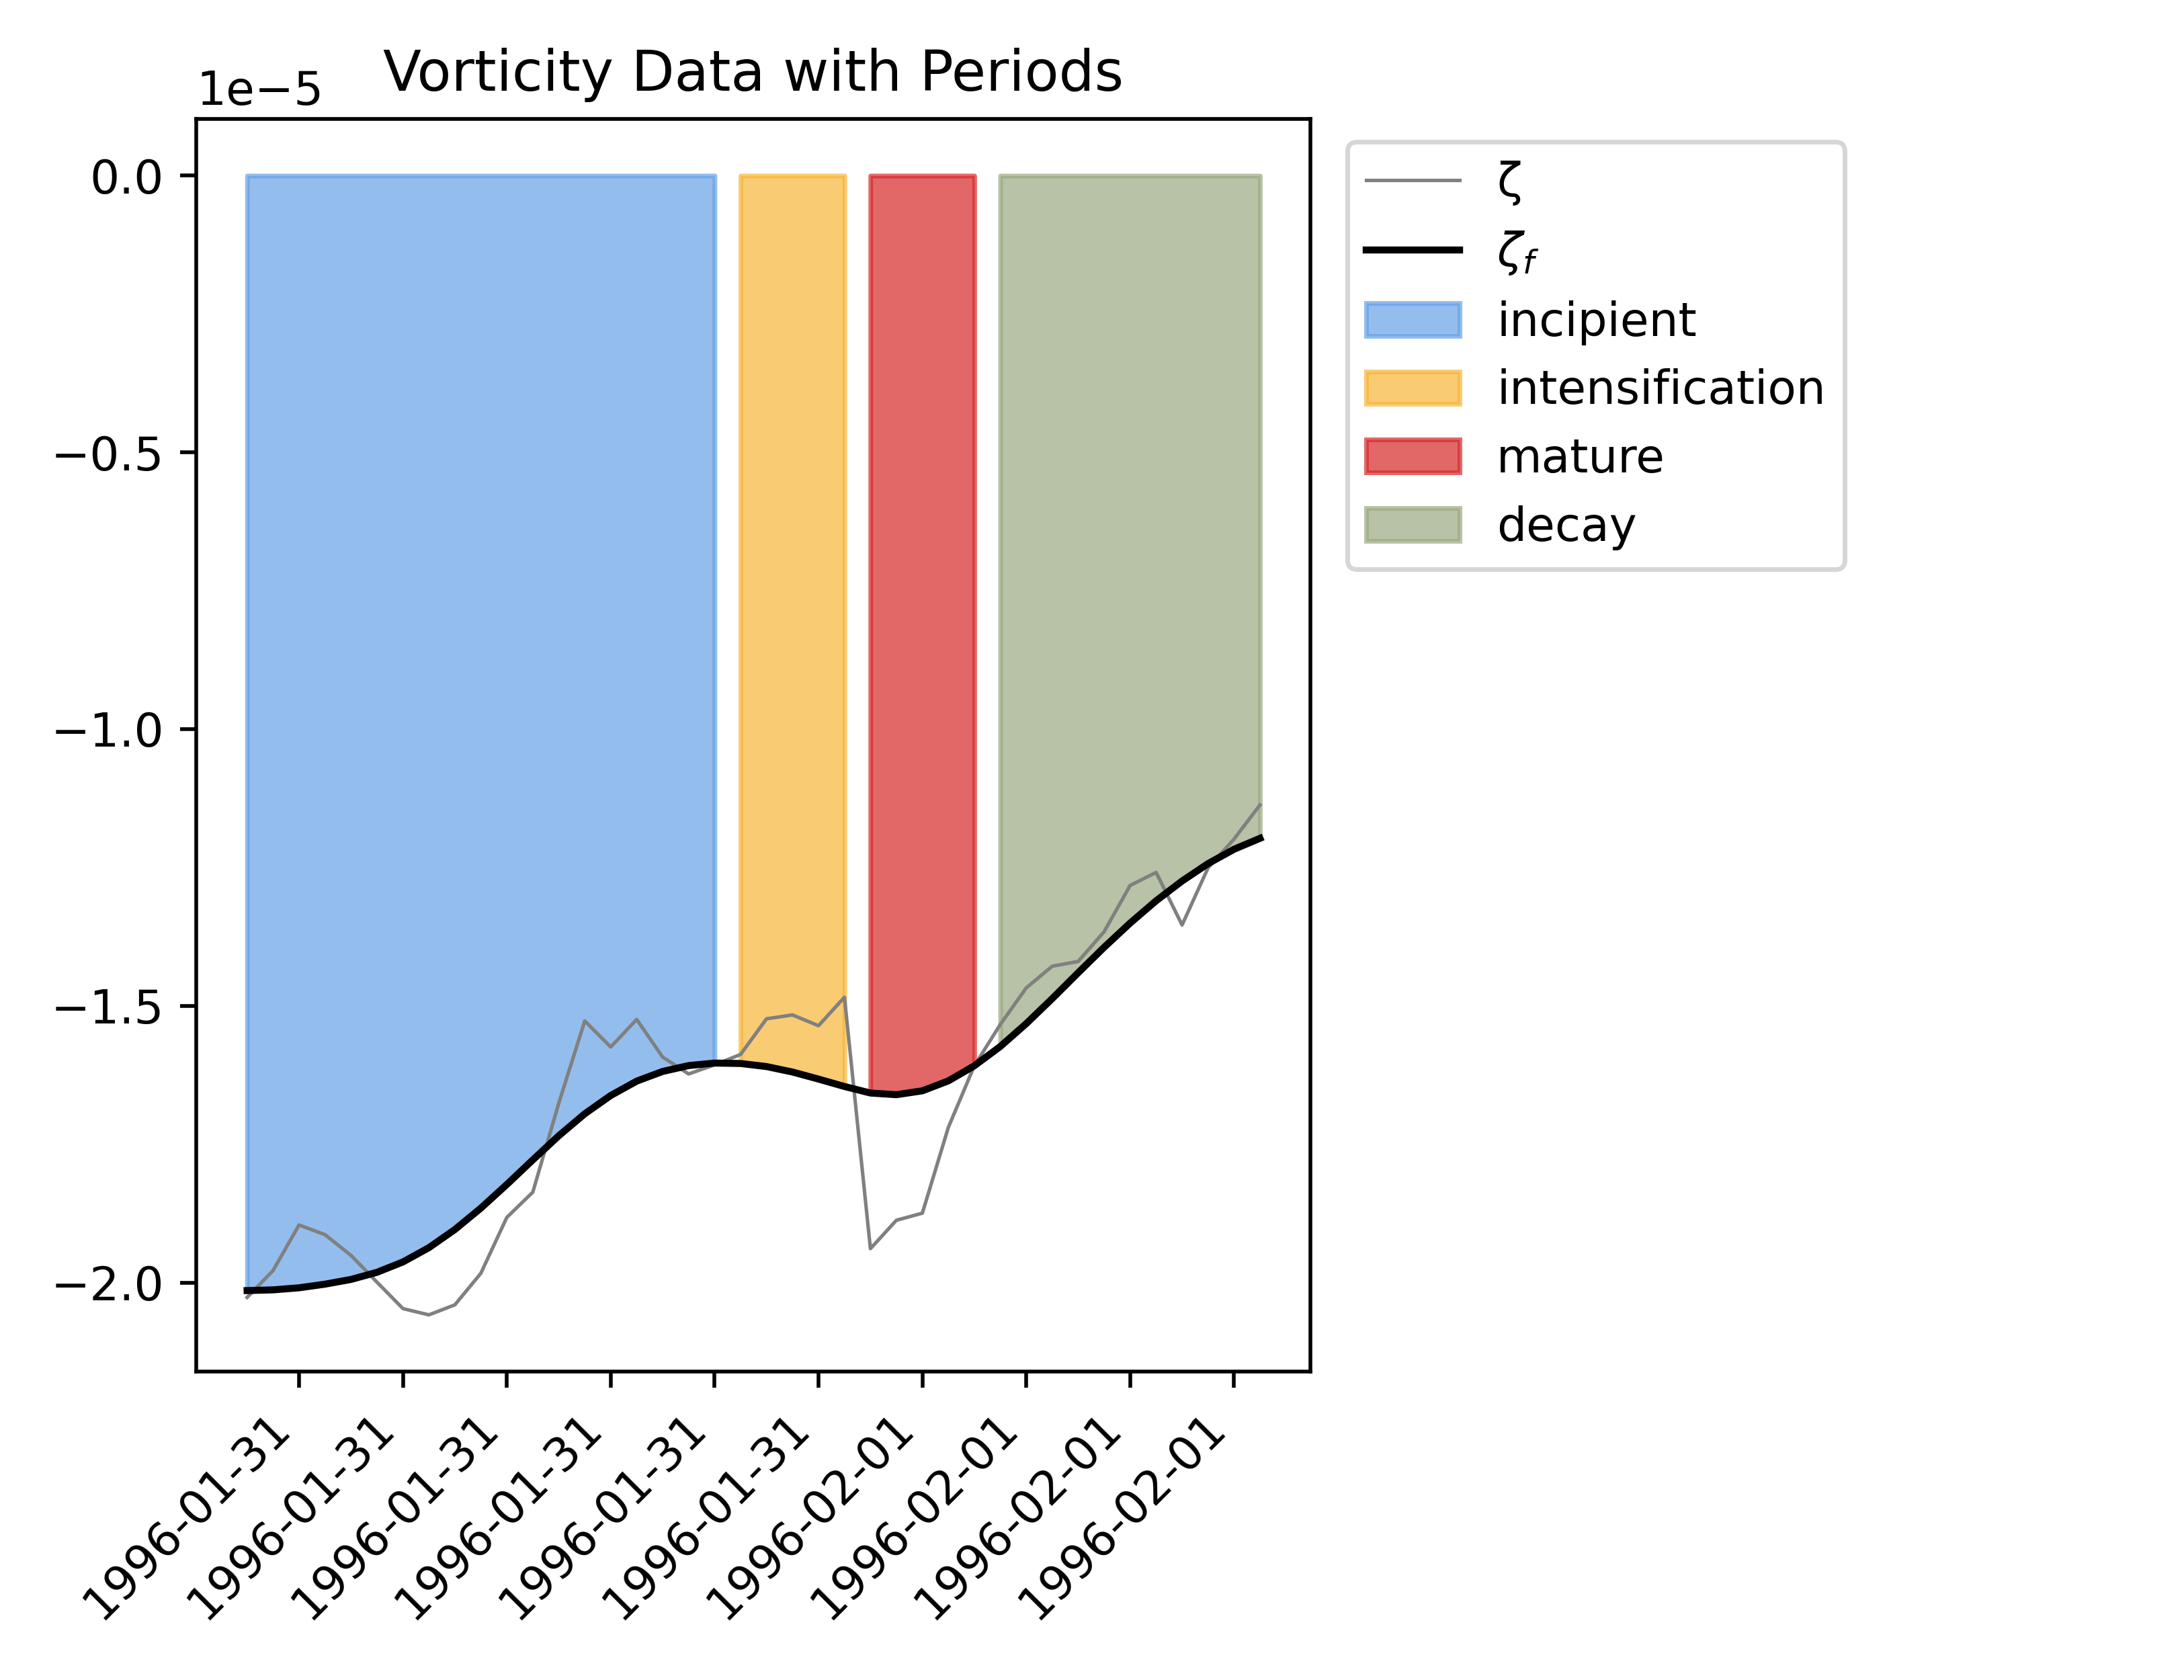 Vorticity Data with Periods
1e−5
0.0
−0.5
−1.0
−1.5
−2.0
1996-01-31
1996-01-31
1996-01-31
1996-01-31
1996-01-31
1996-01-31
1996-02-01
1996-02-01
1996-02-01
1996-02-01
ζ
ζf
incipient
intensification
mature
decay